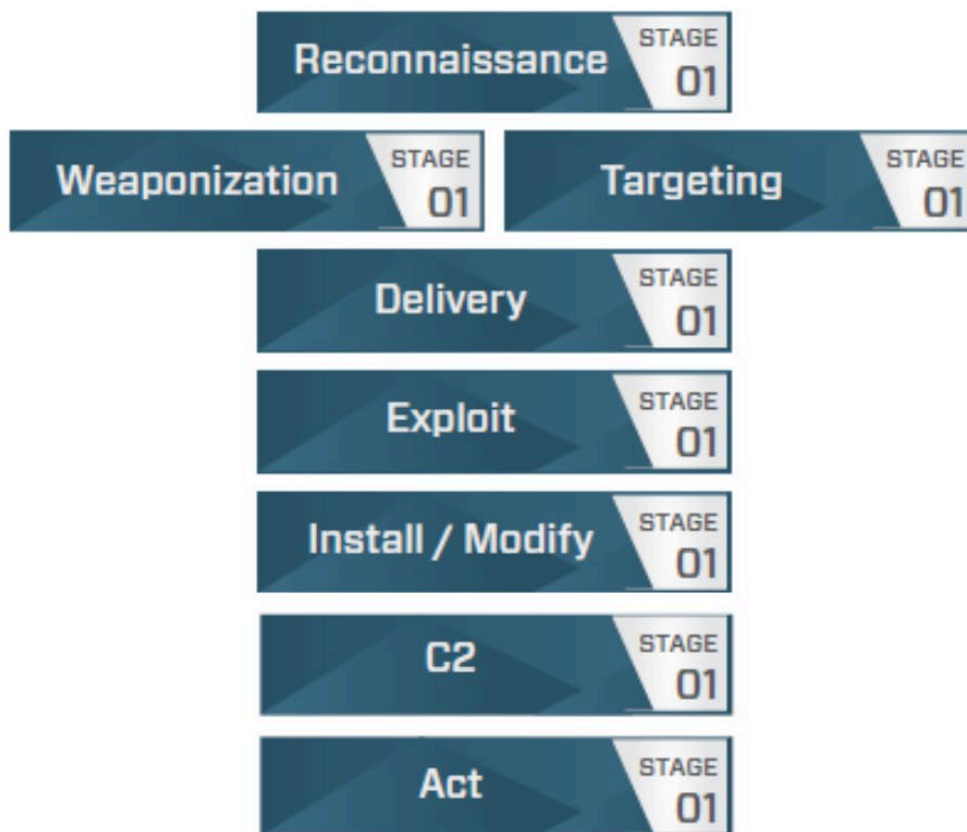 Reconnaissance
STAGE
01
Weaponization
STAGE
01
Targeting
STAGE
01
Delivery
STAGE
01
Exploit
STAGE
01
Install / Modify
STAGE
01
C2
STAGE
01
Act
STAGE
01